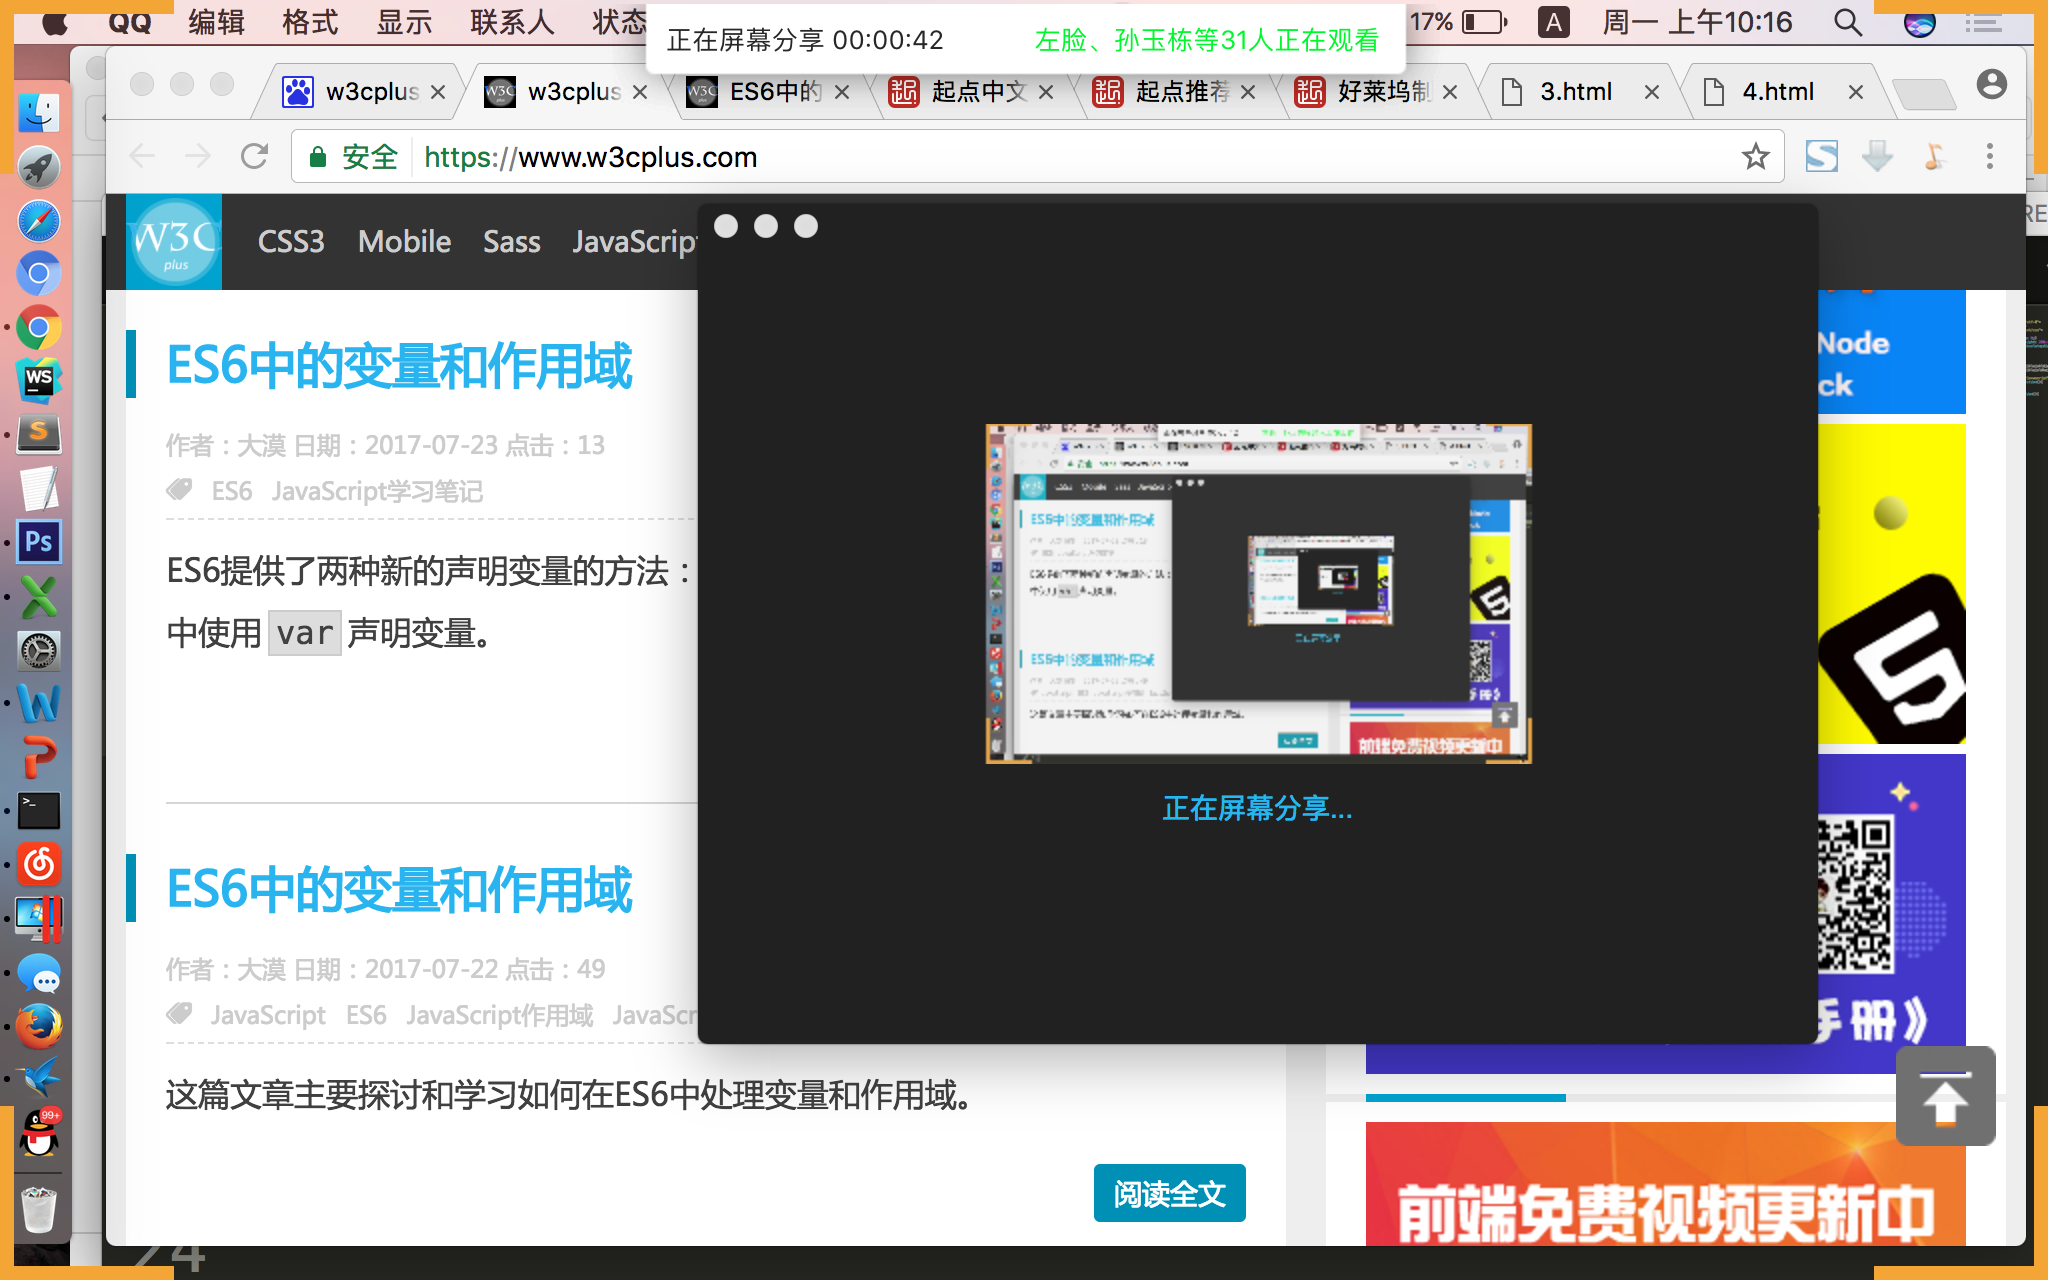 QQ 编辑 格式 显示 联系人 状态
正在屏幕分享 00:00:42 左脸、孙玉栋等31人正在观看
17% A 周一 上午10:16
w3cplus
w3cplus
ES6中的
起点中文
起点推荐
好莱坞制
3.html
4.html
安全 https://www.w3cplus.com
W3C
plus
CSS3 Mobile Sass JavaScript
ES6中的变量和作用域
作者：大漠 日期：2017-07-23 点击：13
ES6 JavaScript学习笔记
ES6提供了两种新的声明变量的方法：
中使用 var 声明变量。
ES6中的变量和作用域
作者：大漠 日期：2017-07-22 点击：49
JavaScript ES6 JavaScript作用域 JavaScr
这篇文章主要探讨和学习如何在ES6中处理变量和作用域。
阅读全文
正在屏幕分享...
Node
ck
手册》
前端免费视频更新中
WS
S
Ps
99+
24